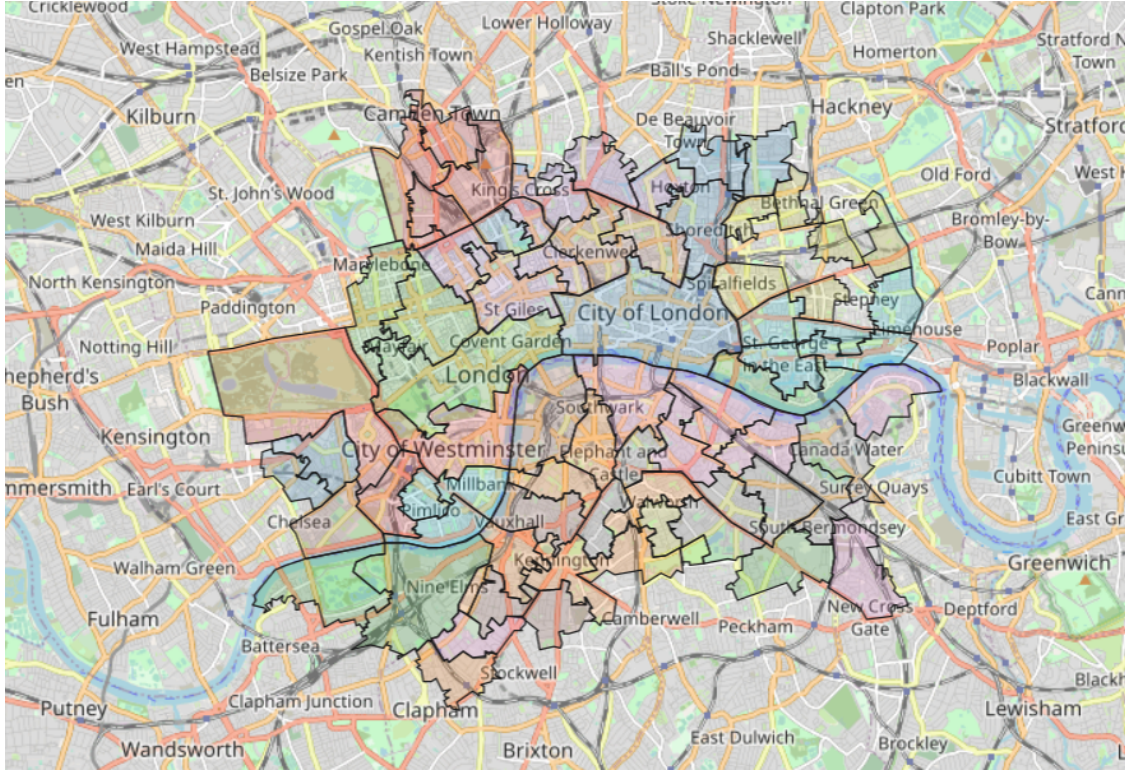 Cricklewood
Lower Holloway
Clapton Park
Gospel Oak
West Hampstead
Kentish Town
Shacklewell
Homerton
Stratford
Town
Belsize Park
Ball's Pond
Kilburn
Camden Town
Hackney
De Beauvoir
Town
Stratford
St. John's Wood
King's Cross
Hoxton
Old Ford
West Kilburn
Bethnal Green
Bromley-by-
Bow
Maida Hill
Clerkenwell
Marylebone
North Kensington
Spitalfields
Paddington
St Giles
City of London
Stepney
Limehouse
Notting Hill
Mayfair
Covent Garden
St. George
in the East
Poplar
Shepherd's
Bush
London
Blackwall
Southwark
Kensington
City of Westminster
Elephant and
Castle
Canada Water
Cubitt Town
Earl's Court
Millbank
Surrey Quays
Pimlico
Walworth
Chelsea
Vauxhall
South Bermondsey
Walham Green
Kennington
Greenwich
Nine Elms
Fulham
New Cross
Gate
Deptford
Camberwell
Peckham
Battersea
Stockwell
Clapham Junction
Putney
Clapham
Lewisham
Wandsworth
Brixton
East Dulwich
Brockley